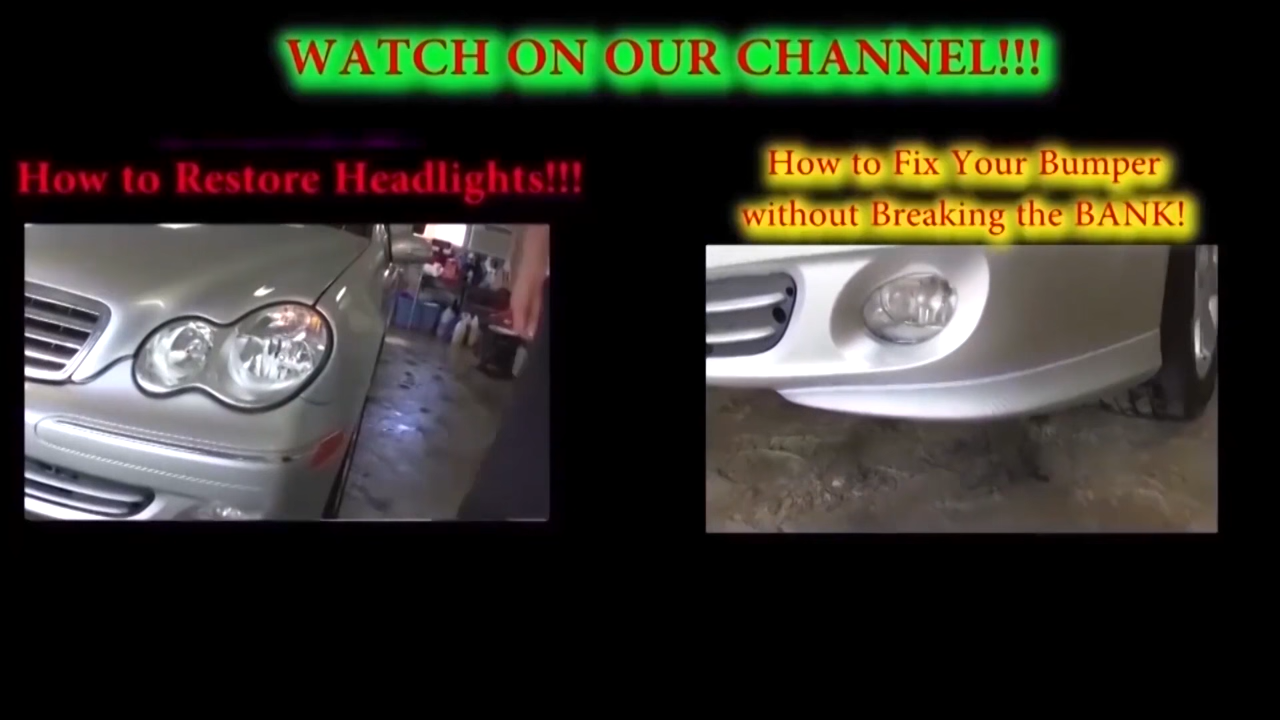 WATCH ON OUR CHANNEL!!!
How to Restore Headlights!!!
How to Fix Your Bumper
without Breaking the BANK!